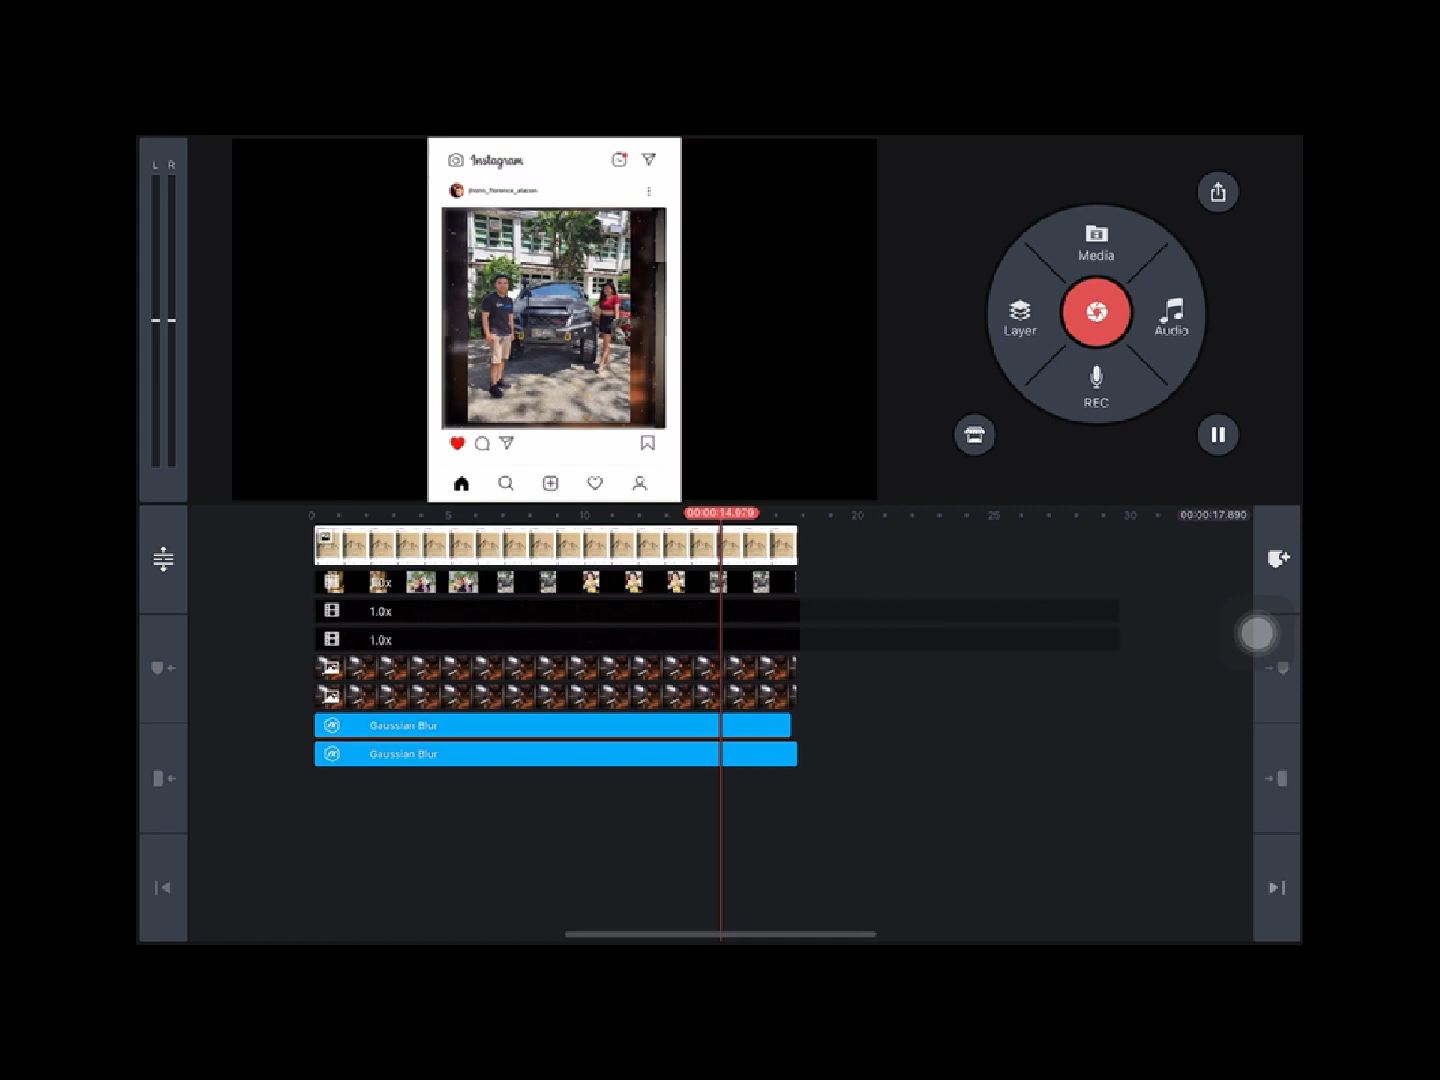 L R
Instagram
jhonn_florence_alacon
Media
Layer
Audio
REC
0 5 10 00:00:14.979 20 25 30 00:00:17.890
1.0x
1.0x
1.0x
Gaussian Blur
Gaussian Blur